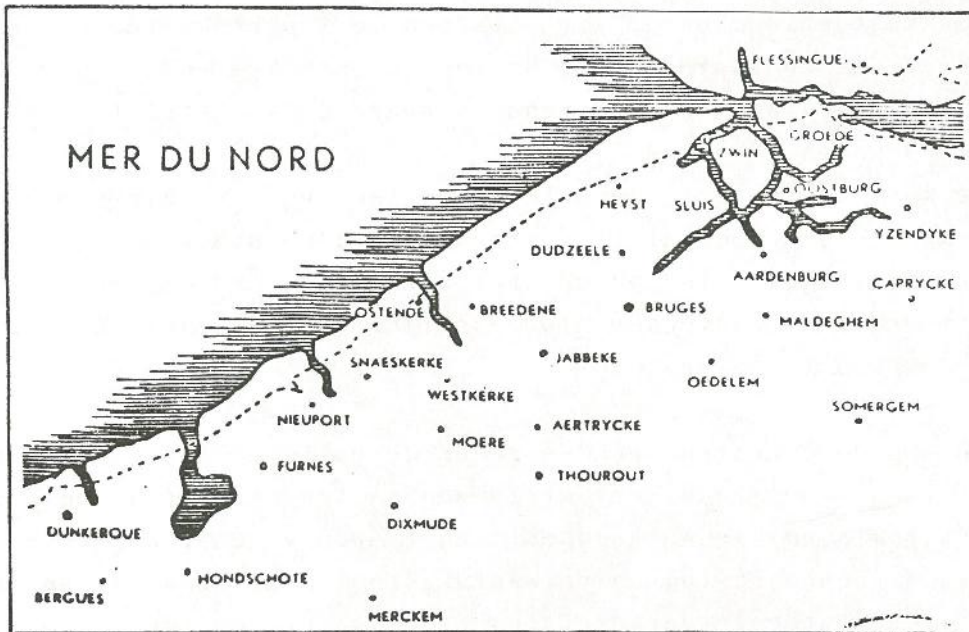 FLESSINGUE
MER DU NORD
GROEDE
ZWIN
OOSTBURG
HEYST
SLUIS
YZENDYKE
DUDZEELE
AARDENBURG
CAPRYCKE
OSTENDE
BREEDENE
BRUGES
MALDEGHEM
JABBEKE
SNAESKERKE
OEDELEM
WESTKERKE
SOMERGEM
NIEUPORT
MOERE
AERTRYCKE
FURNES
THOUROUT
DIXMUDE
DUNKERQUE
HONDSCHOTE
BERGUES
MERCKEM